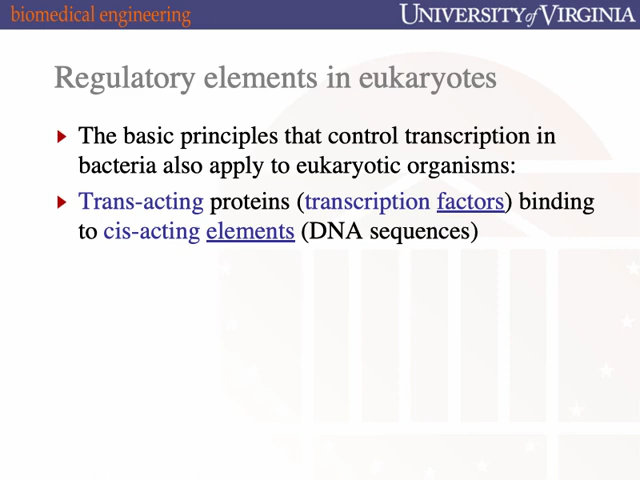 biomedical engineering
UNIVERSITY of VIRGINIA
Regulatory elements in eukaryotes
The basic principles that control transcription in
bacteria also apply to eukaryotic organisms:
Trans-acting proteins (transcription factors) binding
to cis-acting elements (DNA sequences)